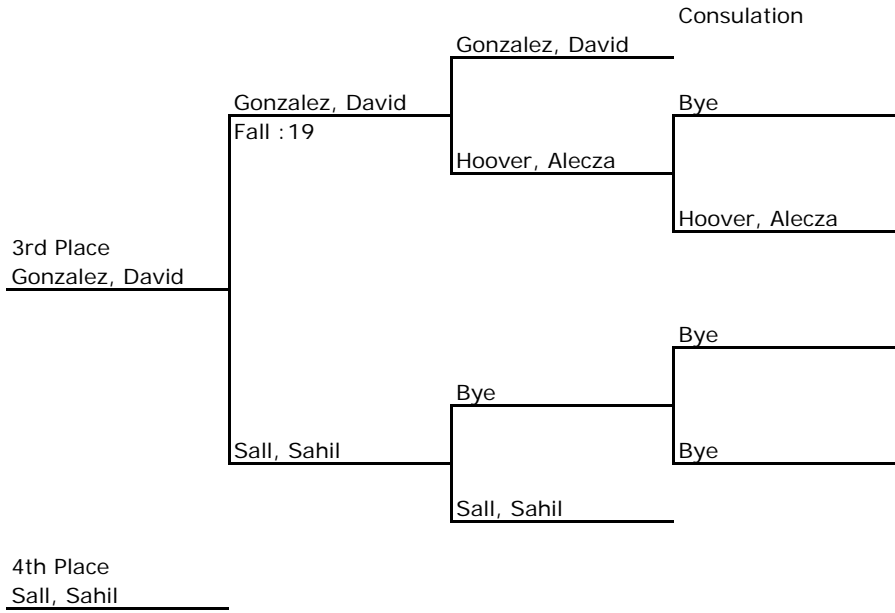 Consulation
Gonzalez, David
Gonzalez, David
Bye
Fall :19
Hoover, Alecza
Hoover, Alecza
3rd Place
Gonzalez, David
Bye
Bye
Sall, Sahil
Bye
Sall, Sahil
4th Place
Sall, Sahil